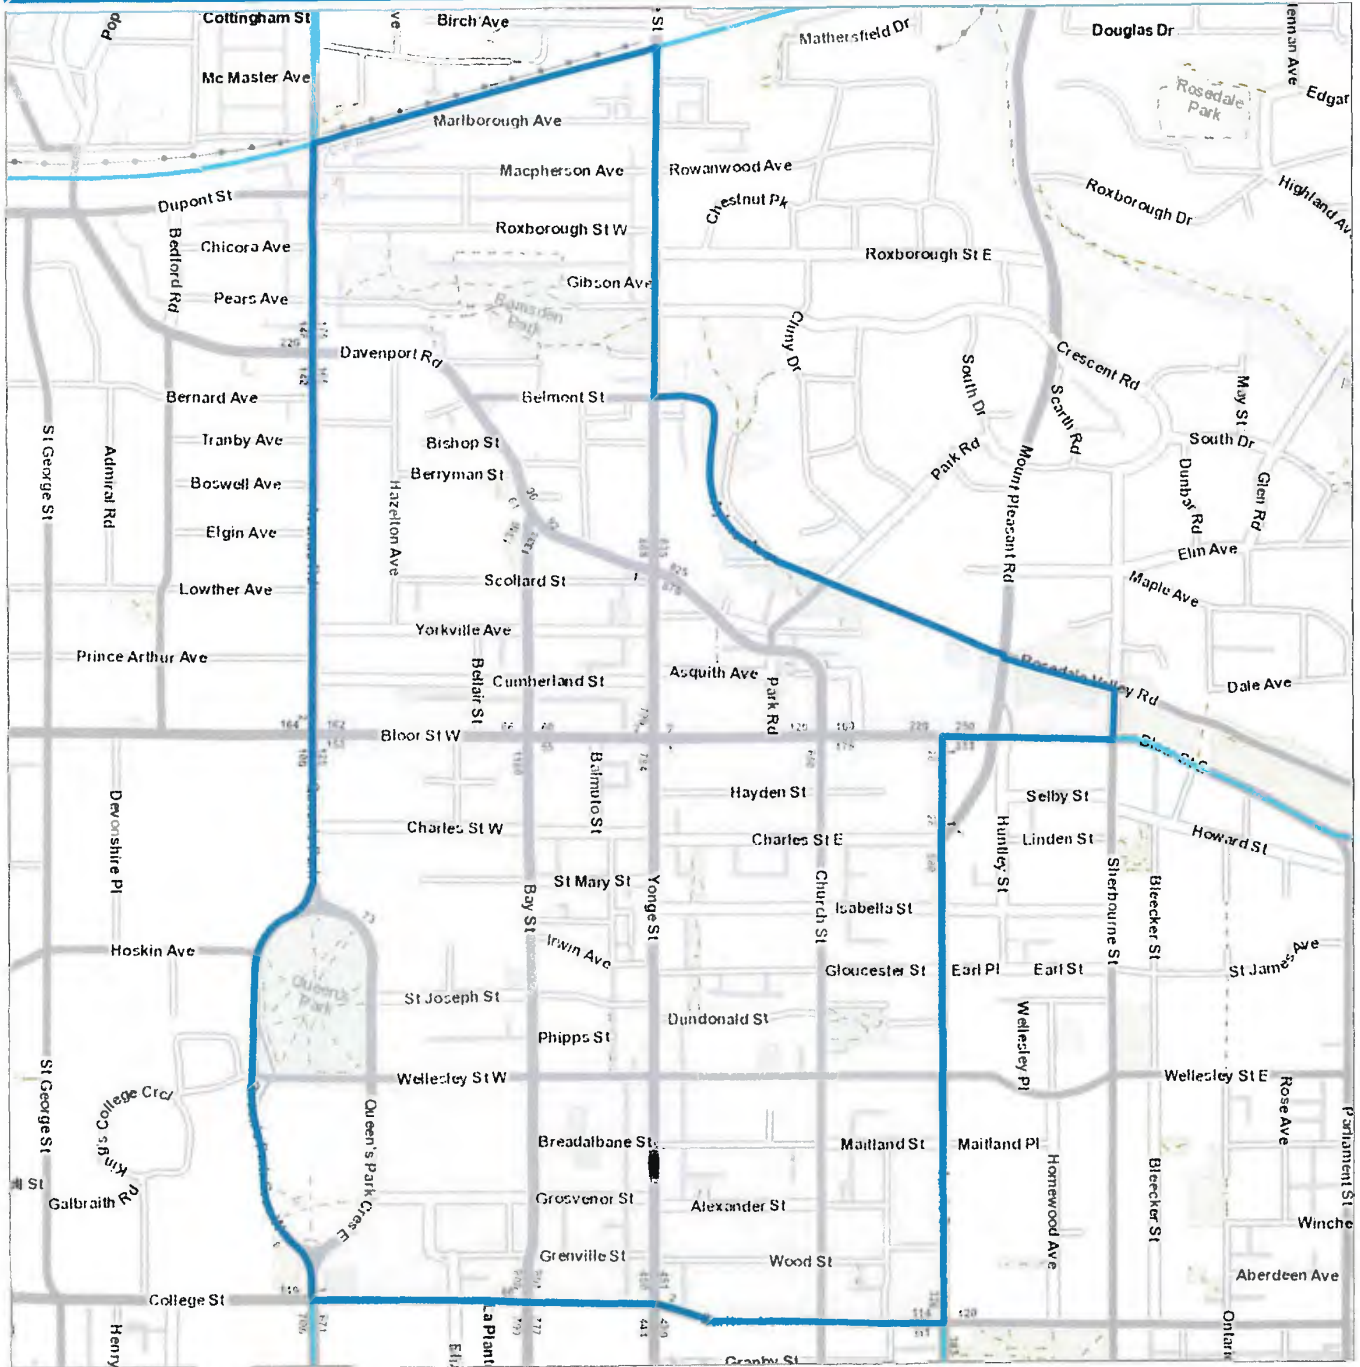 Pop
Cottingham St
Birch Ave
St
Mathersfield Dr
Douglas Dr
Mc Master Ave
Rosedale
Park
Edgar
Marlborough Ave
Macpherson Ave
Rowanwood Ave
Dupont St
Chestnut Pk
Roxborough Dr
Highland Av
Bedford Rd
Chicora Ave
Roxborough St W
Roxborough St E
Pears Ave
Gibson Ave
Ramsden
Park
Cluny Dr
Davenport Rd
Crescent Rd
South Dr
Scarth Rd
May St
Bernard Ave
Belmont St
St George St
Admiral Rd
Tranby Ave
Bishop St
Park Rd
Mount Pleasant Rd
South Dr
Boswell Ave
Berryman St
Dunbar Rd
Glen Rd
Hazelton Ave
Elgin Ave
Elm Ave
Lowther Ave
Scollard St
Maple Ave
Yorkville Ave
Prince Arthur Ave
Bellair St
Cumberland St
Asquith Ave
Park Rd
Rosedale Valley Rd
Dale Ave
Bloor St W
Balmuto St
Hayden St
Selby St
Devonshire Pl
Charles St W
Charles St E
Huntley St
Linden St
Howard St
St Mary St
Bay St
Yonge St
Church St
Isabella St
Sherbourne St
Bleecker St
Hoskin Ave
Irwin Ave
Gloucester St
Earl Pl
Earl St
St James Ave
Queen's
Park
St Joseph St
Dundonald St
Phipps St
Wellesley Pl
Wellesley St W
Wellesley St E
St George St
King's College Crcl
Queen's Park Cres E
Rose Ave
Parliament St
Breadalbane St
Maitland St
Maitland Pl
Galbraith Rd
Grosvenor St
Alexander St
Homewood Ave
Bleecker St
Winche
Grenville St
Wood St
Aberdeen Ave
College St
Henry
La Plant
Granby St
Ontario